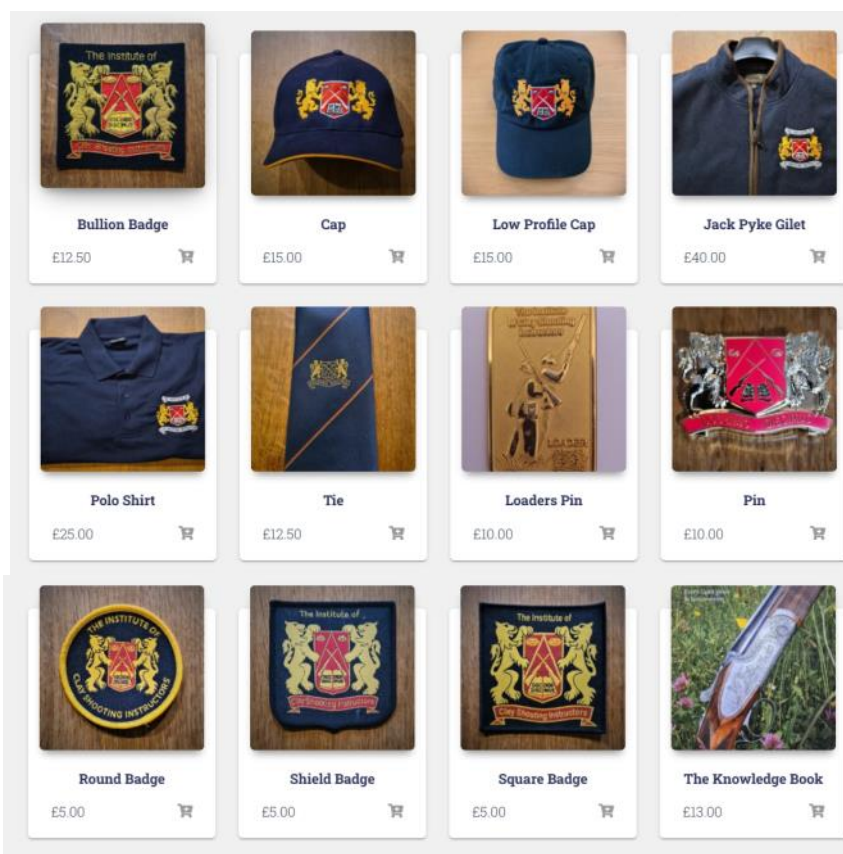 The Institute of
Bullion Badge
£12.50
Cap
£15.00
Low Profile Cap
£15.00
Jack Pyke Gilet
£40.00
Polo Shirt
£25.00
Tie
£12.50
LOADER
Loaders Pin
£10.00
Pin
£10.00
THE INSTITUTE OF
CLAY SHOOTING INSTRUCTORS
Round Badge
£5.00
The Institute of
Clay Shooting Instructors
Shield Badge
£5.00
The Institute of
Clay Shooting Instructors
Square Badge
£5.00
The Knowledge Book
£13.00